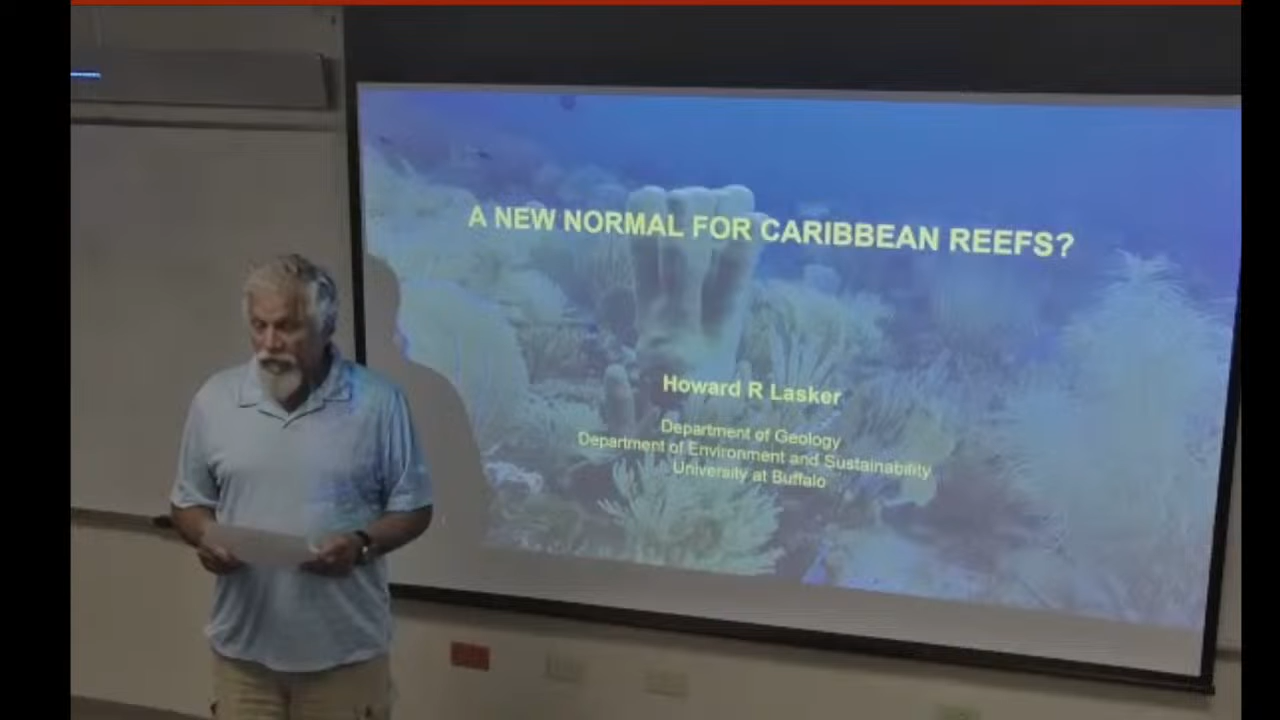 A NEW NORMAL FOR CARIBBEAN REEFS?
Howard R Lasker
Department of Geology
Department of Environment and Sustainability
University at Buffalo